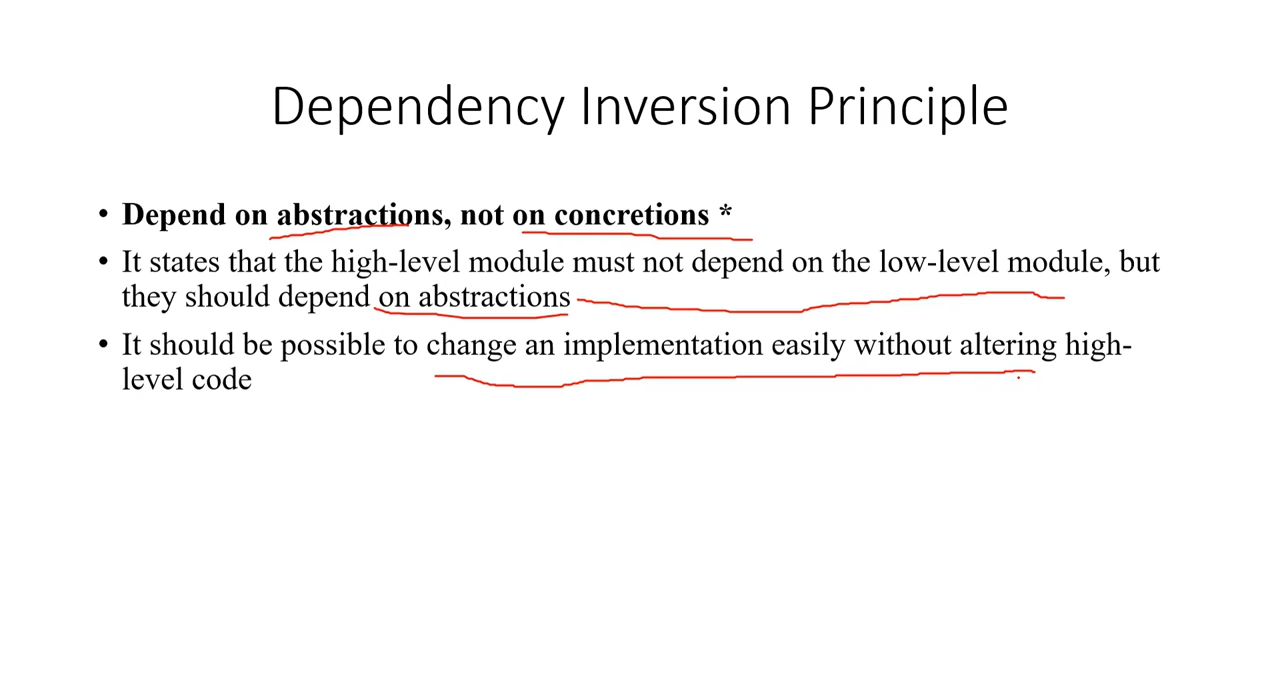 Dependency Inversion Principle
• Depend on abstractions, not on concretions *
• It states that the high-level module must not depend on the low-level module, but
they should depend on abstractions
• It should be possible to change an implementation easily without altering high-
level code